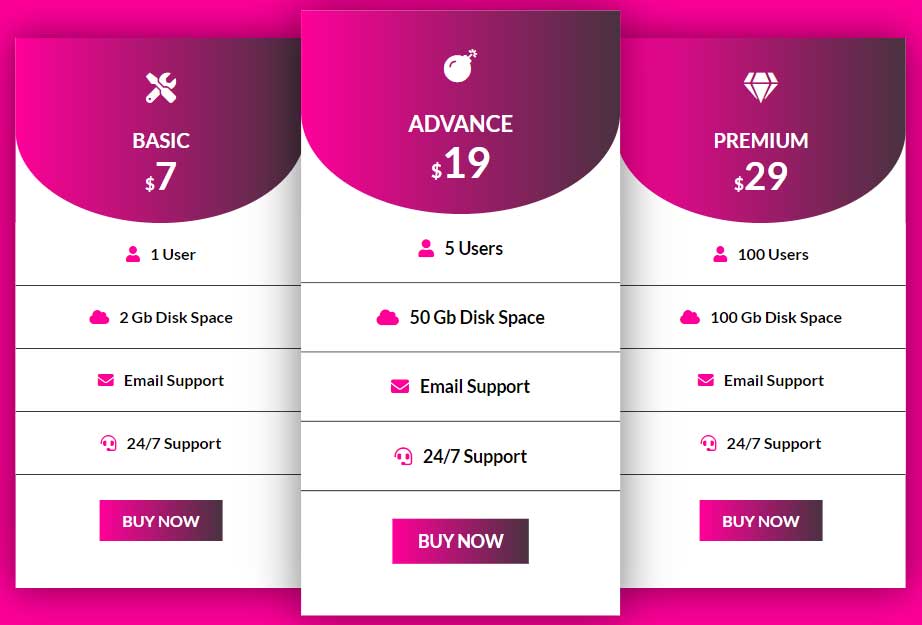 BASIC
$7
1 User
2 Gb Disk Space
Email Support
24/7 Support
BUY NOW
ADVANCE
$19
5 Users
50 Gb Disk Space
Email Support
24/7 Support
BUY NOW
PREMIUM
$29
100 Users
100 Gb Disk Space
Email Support
24/7 Support
BUY NOW